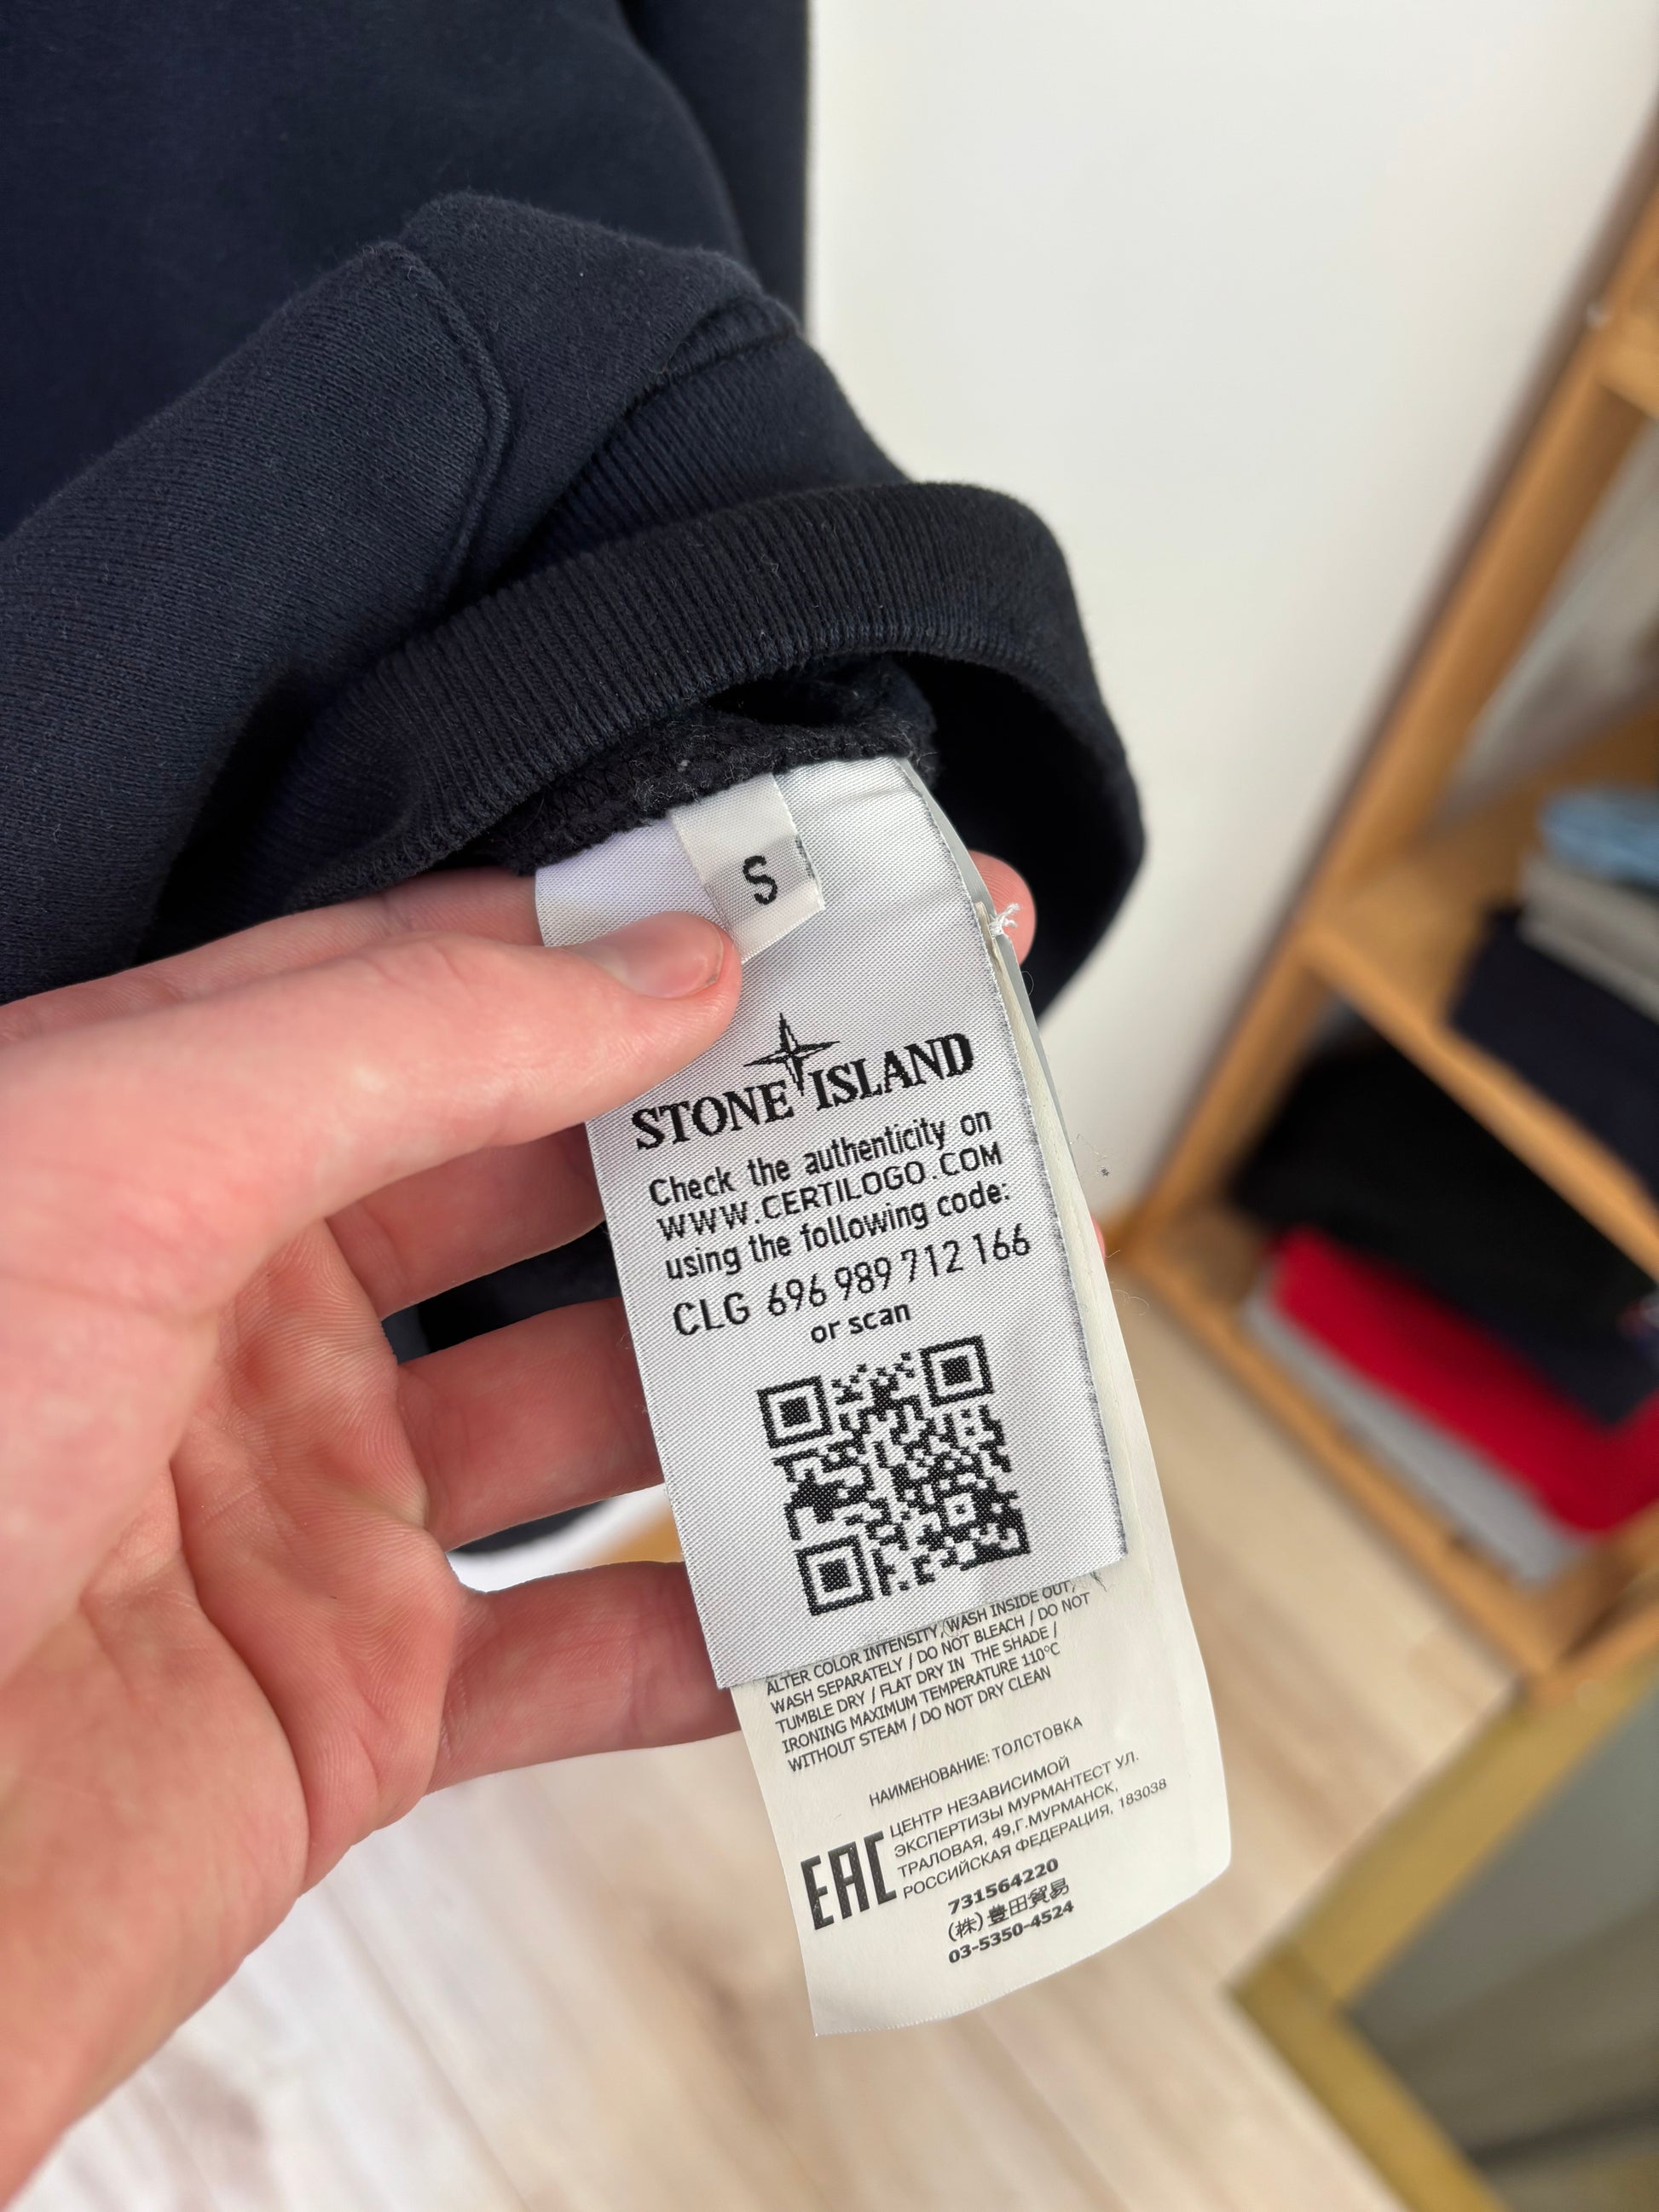 S
STONE ISLAND
Check the authenticity on
WWW.CERTILOGO.COM
using the following code:
CLG 696 989 712 166
or scan
ALTER COLOR INTENSITY/WASH INSIDE OUT/
WASH SEPARATELY / DO NOT BLEACH / DO NOT
TUMBLE DRY / FLAT DRY IN THE SHADE /
IRONING MAXIMUM TEMPERATURE 110°C
WITHOUT STEAM / DO NOT DRY CLEAN
НАИМЕНОВАНИЕ: ТОЛСТОВКА
ЦЕНТР НЕЗАВИСИМОЙ
ЭКСПЕРТИЗЫ МУРМАНТЕСТ УЛ.
ТРАЛОВАЯ, 49,Г.МУРМАНСК,
РОССИЙСКАЯ ФЕДЕРАЦИЯ, 183038
EAC
731564220
(株)豊田貿易
03-5350-4524